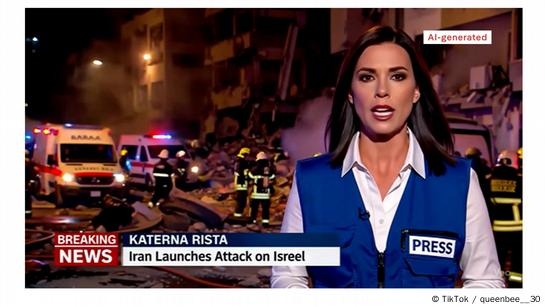 AI-generated
PRESS
BREAKING
NEWS
KATERNA RISTA
Iran Launches Attack on Isreel
© TikTok / queenbee__30